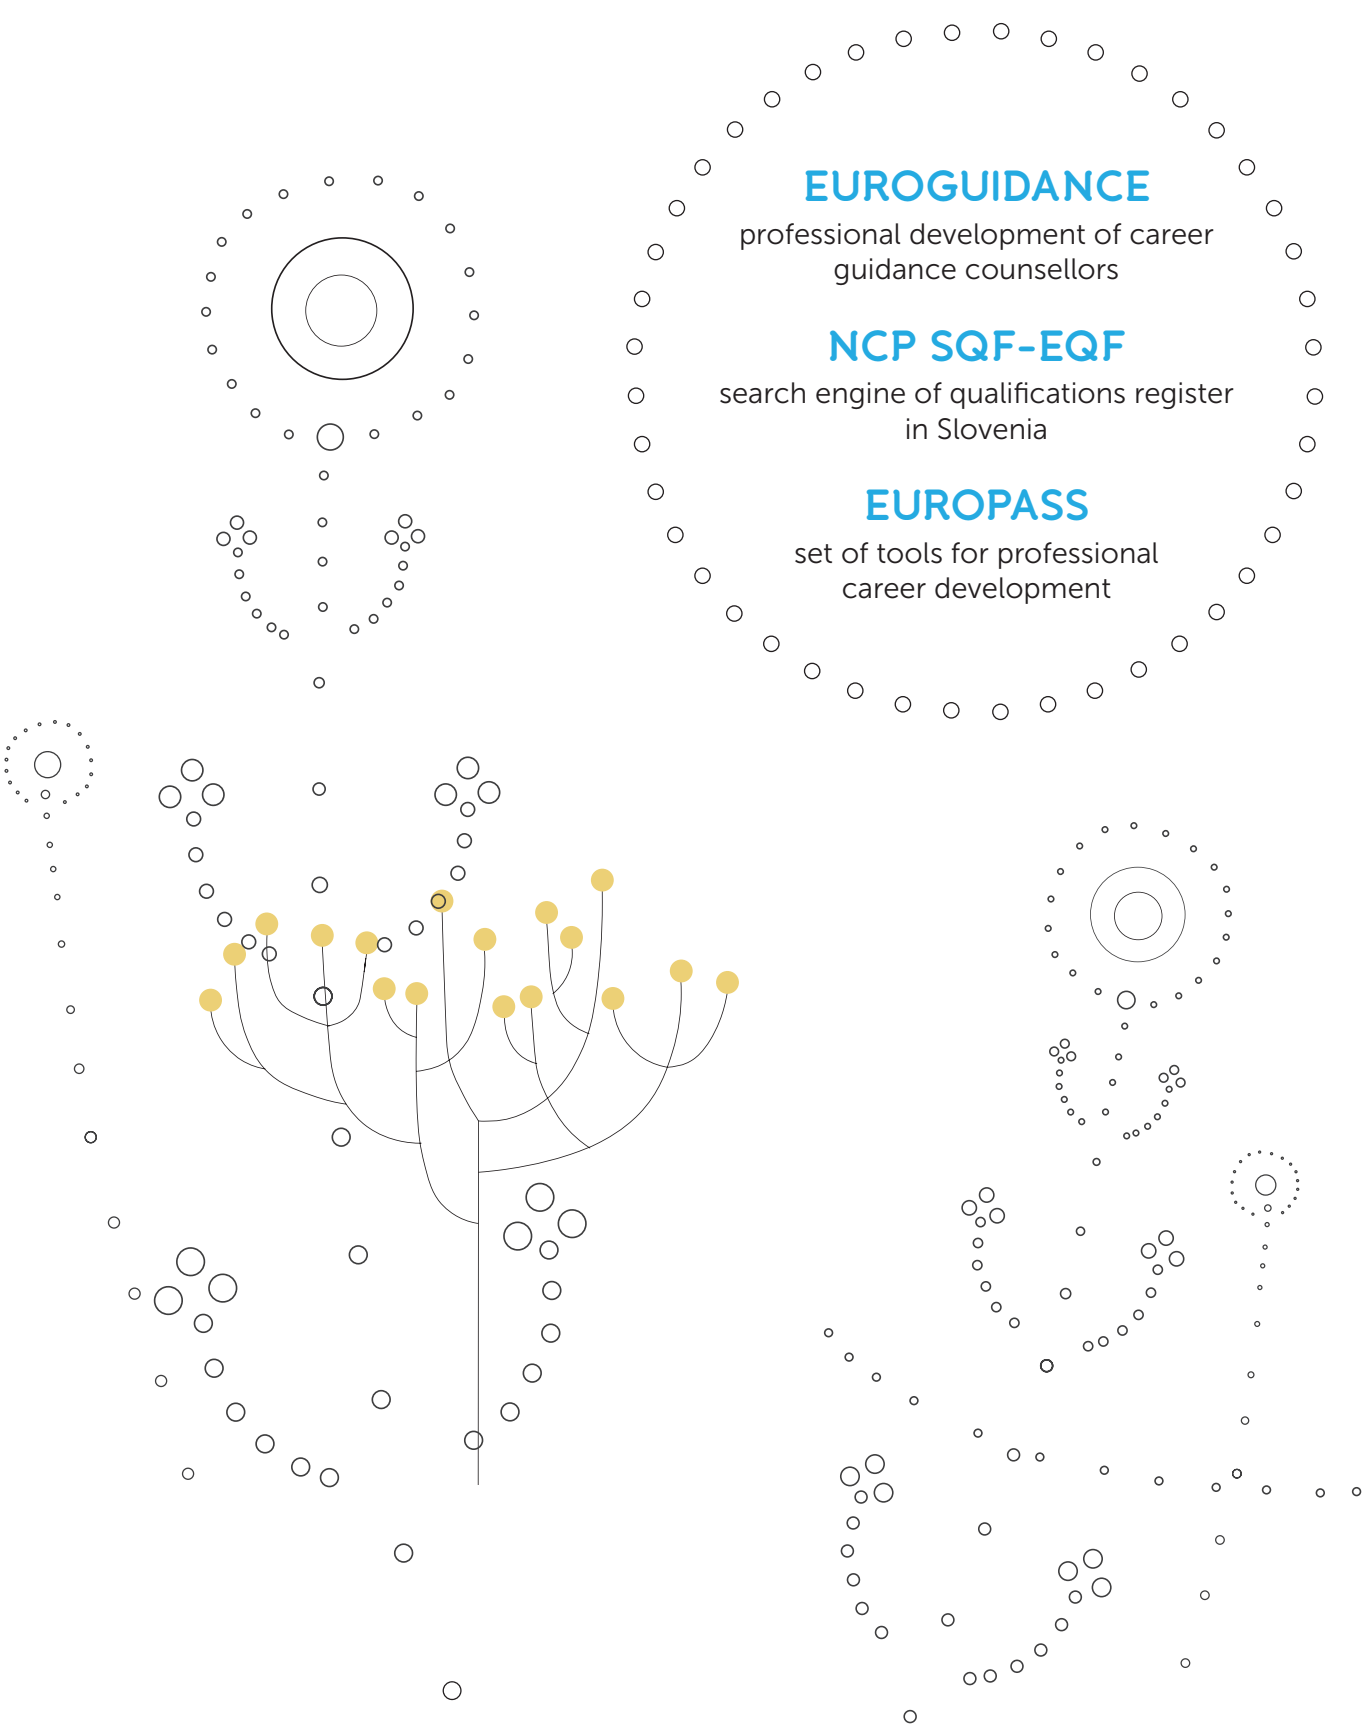 EUROGUIDANCE
professional development of career
guidance counsellors
NCP SQF-EQF
search engine of qualifications register
in Slovenia
EUROPASS
set of tools for professional
career development